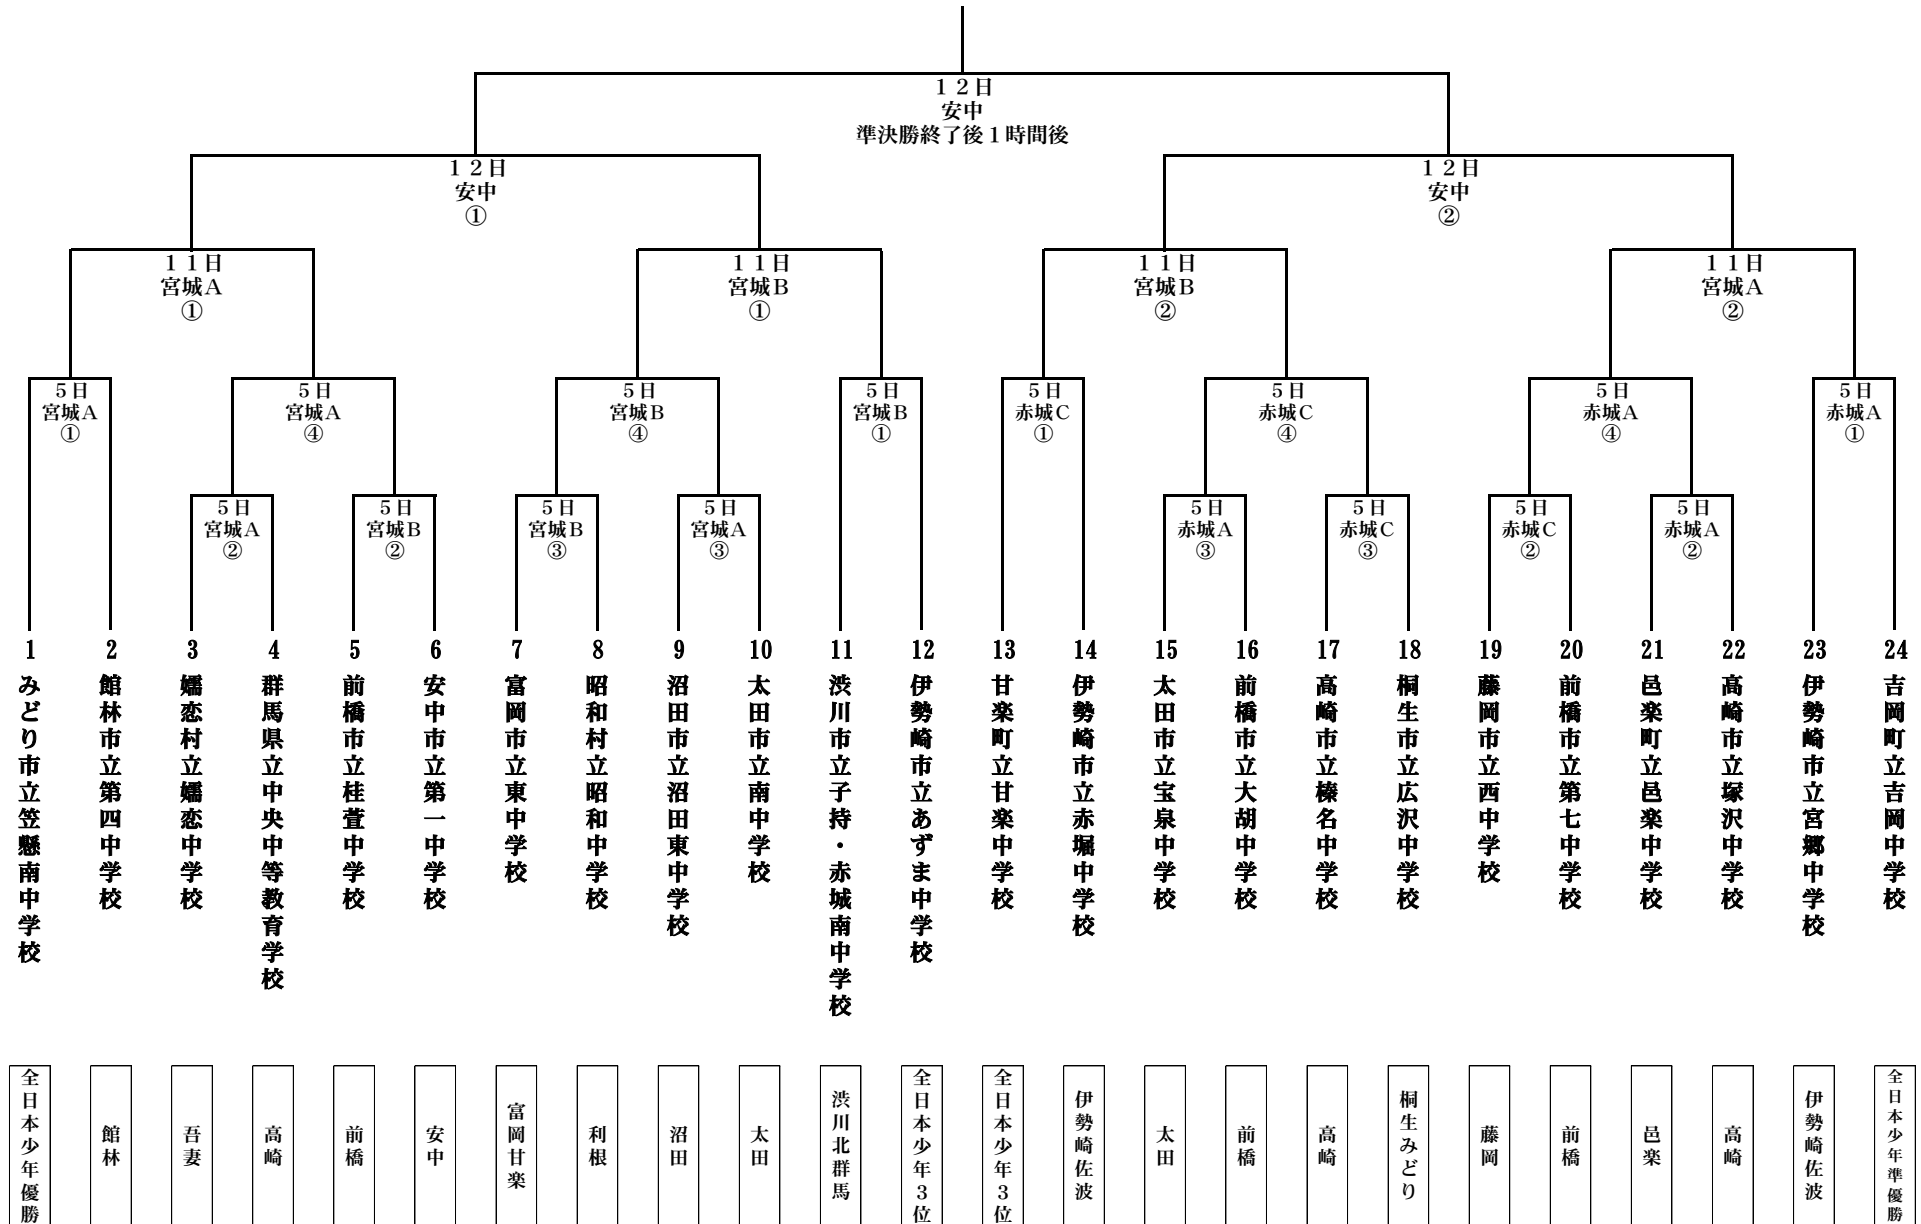 １２日
安中
準決勝終了後１時間後
１２日
安中
①
１２日
安中
②
１１日
宮城Ａ
①
１１日
宮城Ｂ
①
１１日
宮城Ｂ
②
１１日
宮城Ａ
②
５日
宮城Ａ
①
５日
宮城Ａ
④
５日
宮城Ｂ
④
５日
宮城Ｂ
①
５日
赤城Ｃ
①
５日
赤城Ｃ
④
５日
赤城Ａ
④
５日
赤城Ａ
①
５日
宮城Ａ
②
５日
宮城Ｂ
②
５日
宮城Ｂ
③
５日
宮城Ａ
③
５日
赤城Ａ
③
５日
赤城Ｃ
③
５日
赤城Ｃ
②
５日
赤城Ａ
②
1
みどり市立笠懸南中学校
全日本少年優勝
2
館林市立第四中学校
館林
3
嬬恋村立嬬恋中学校
吾妻
4
群馬県立中央中等教育学校
高崎
5
前橋市立桂萱中学校
前橋
6
安中市立第一中学校
安中
7
富岡市立東中学校
富岡甘楽
8
昭和村立昭和中学校
利根
9
沼田市立沼田東中学校
沼田
10
太田市立南中学校
太田
11
渋川市立子持・赤城南中学校
渋川北群馬
12
伊勢崎市立あずま中学校
全日本少年３位
13
甘楽町立甘楽中学校
全日本少年３位
14
伊勢崎市立赤堀中学校
伊勢崎佐波
15
太田市立宝泉中学校
太田
16
前橋市立大胡中学校
前橋
17
高崎市立榛名中学校
高崎
18
桐生市立広沢中学校
桐生みどり
19
藤岡市立西中学校
藤岡
20
前橋市立第七中学校
前橋
21
邑楽町立邑楽中学校
邑楽
22
高崎市立塚沢中学校
高崎
23
伊勢崎市立宮郷中学校
伊勢崎佐波
24
吉岡町立吉岡中学校
全日本少年準優勝